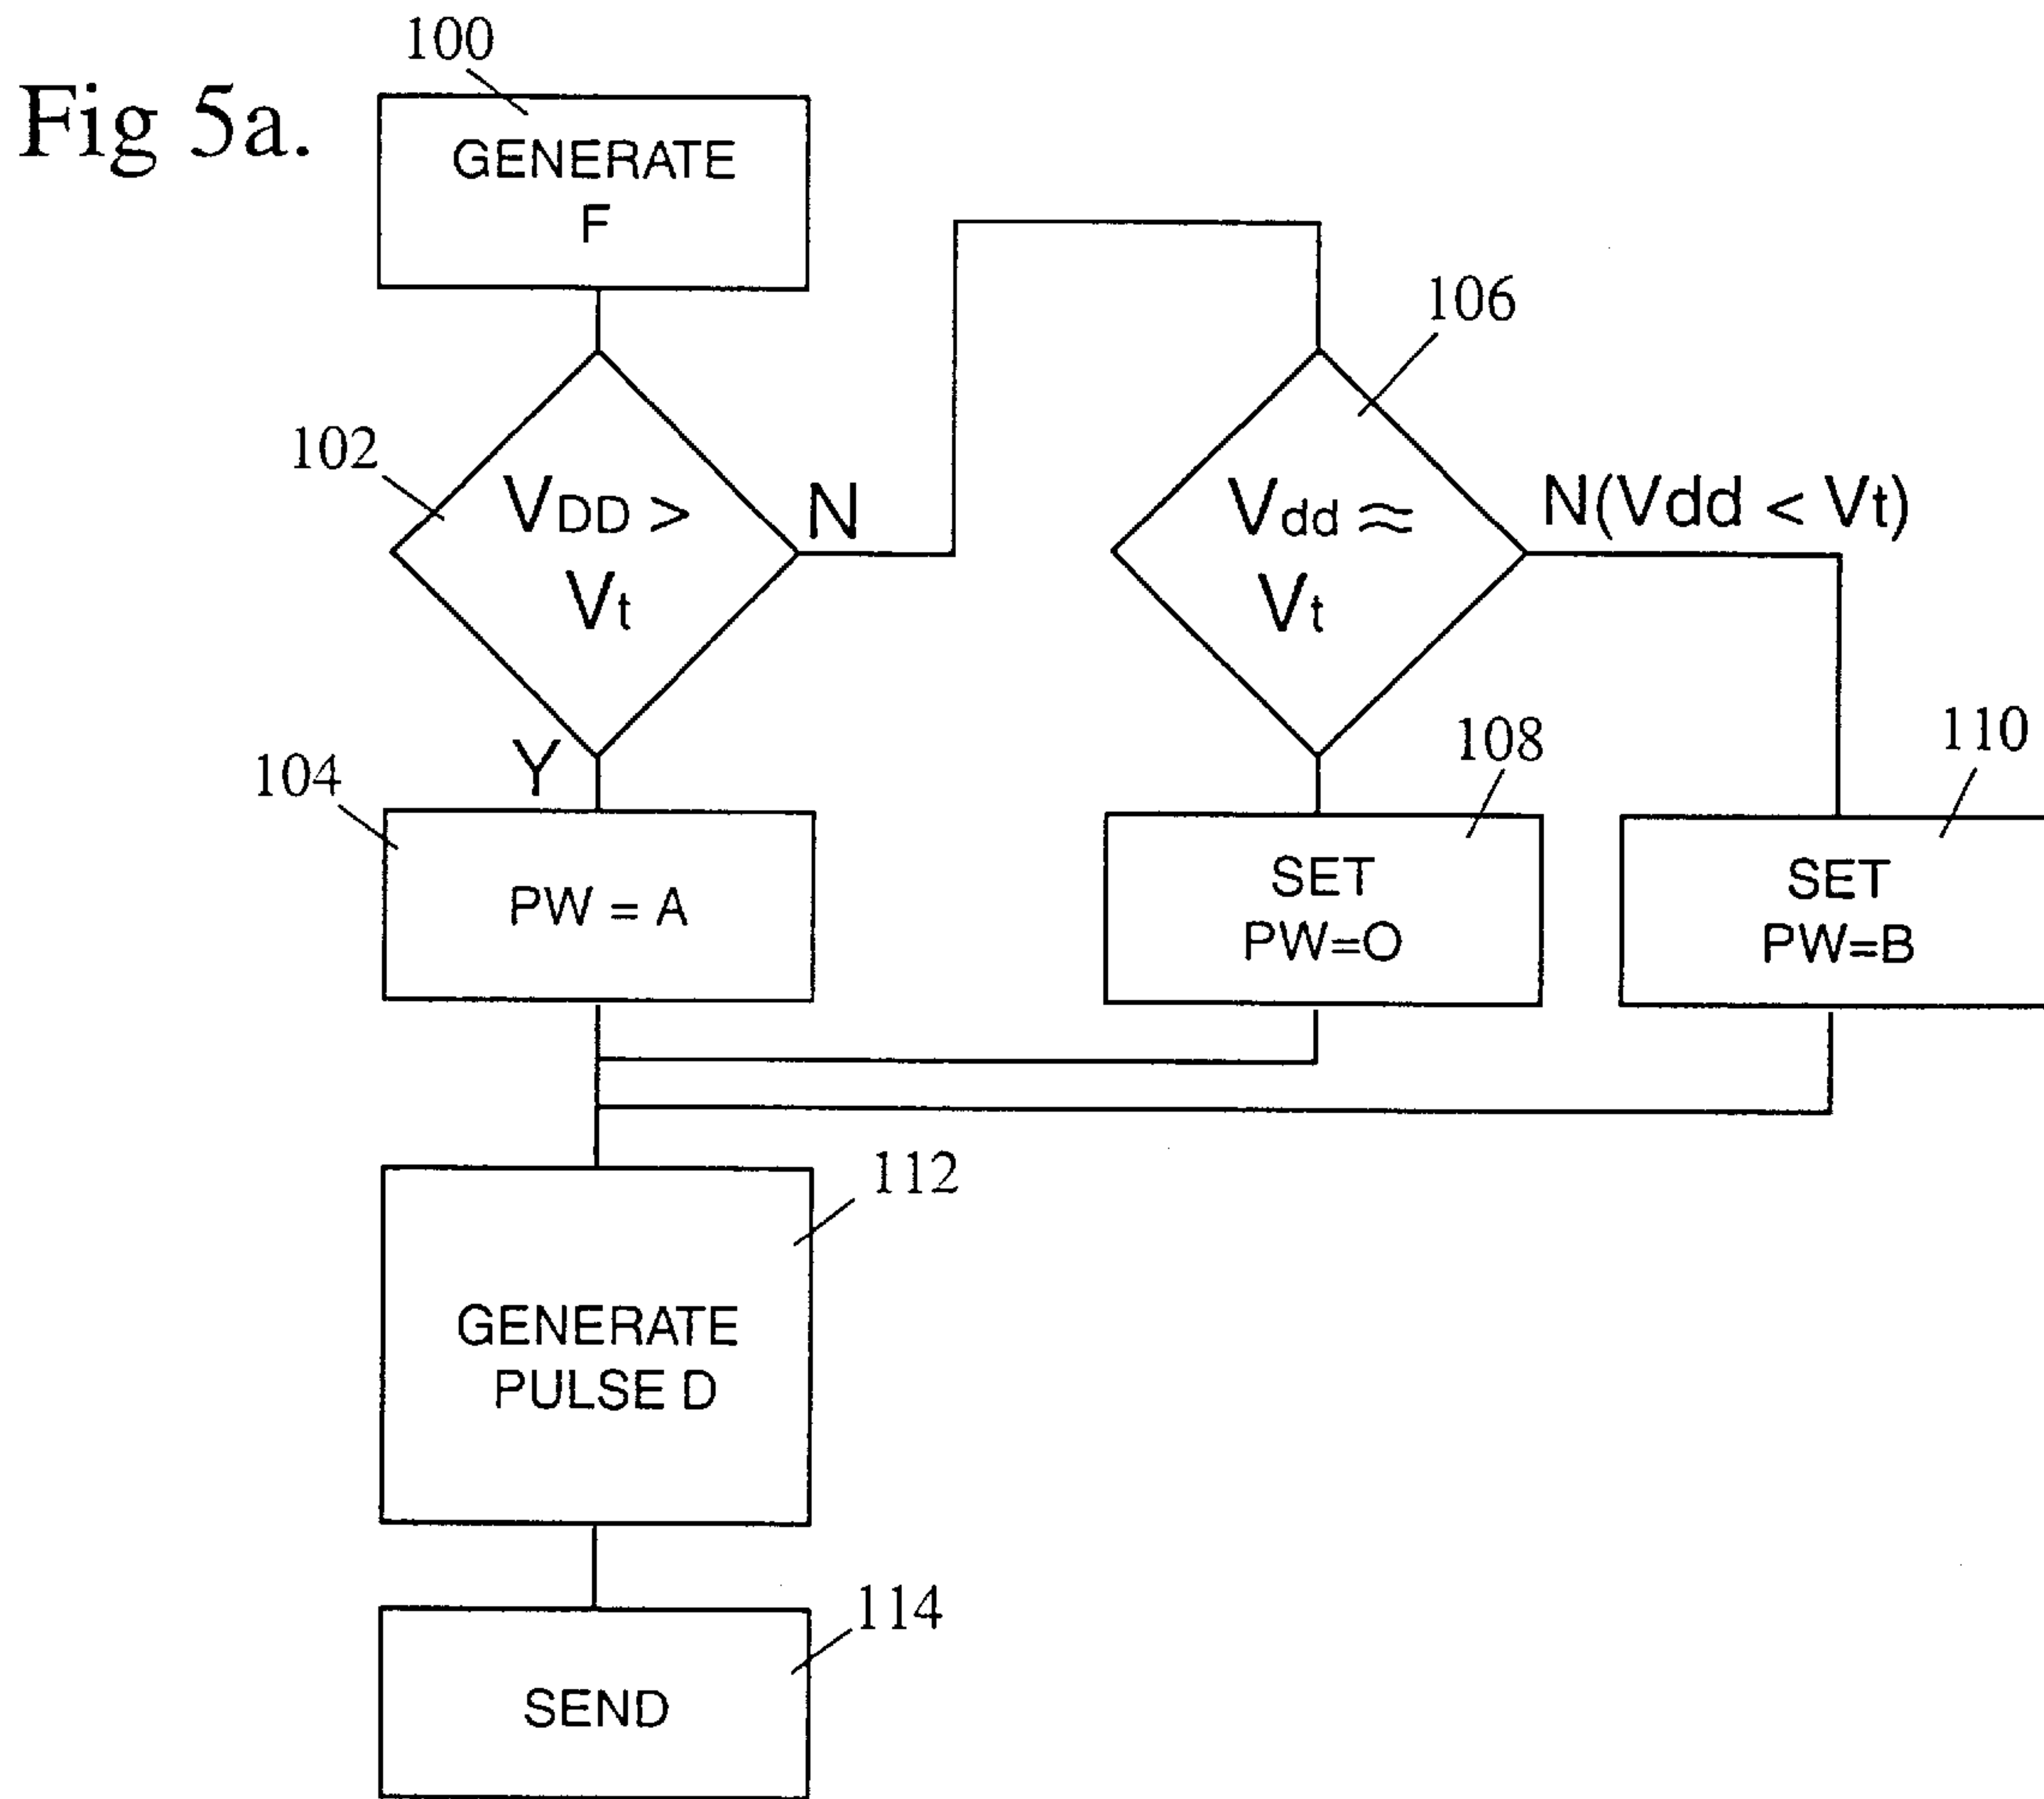 Fig 5a.
100
GENERATE
F
102
VDD >
Vt
N
Y
106
Vdd ≈
Vt
N(Vdd < Vt)
104
PW = A
108
SET
PW=O
110
SET
PW=B
112
GENERATE
PULSE D
114
SEND